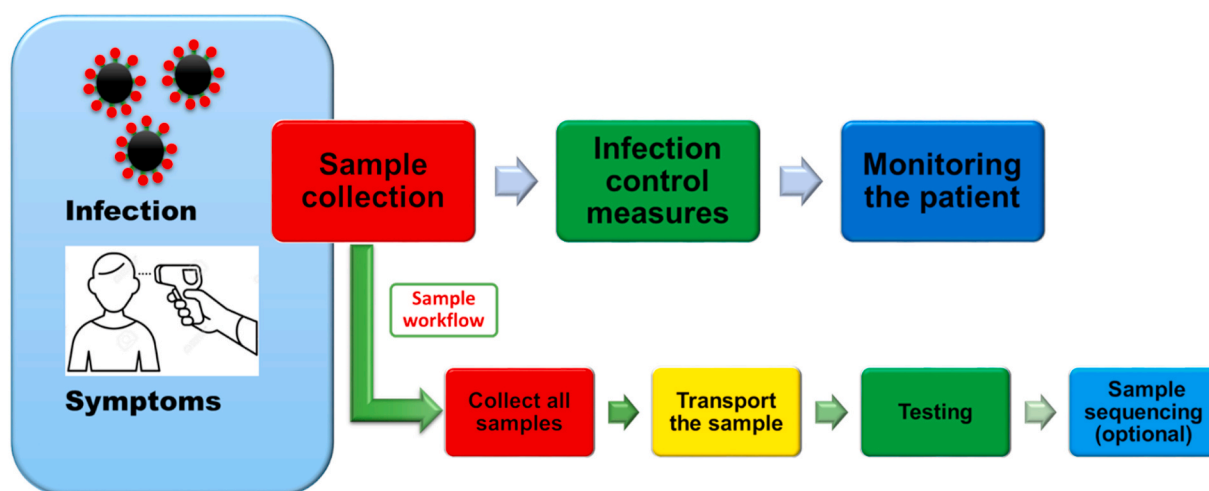 Infection
Symptoms
Sample
collection
Infection
control
measures
Monitoring
the patient
Sample
workflow
Collect all
samples
Transport
the sample
Testing
Sample
sequencing
(optional)